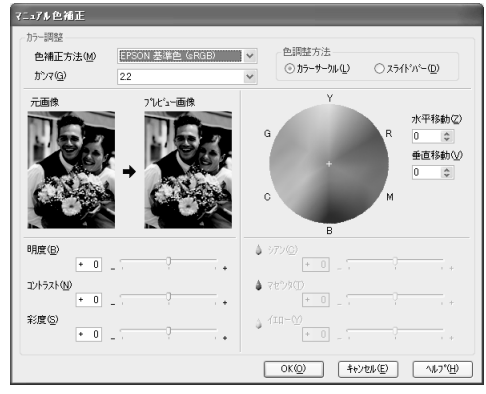 マニュアル色補正
カラー調整
色補正方法(M)
EPSON 基準色 (sRGB)
ガンマ(G)
2.2
色調整方法
カラーサークル(L)
スライドバー(D)
元画像
プレビュー画像
Y
G
R
C
M
B
水平移動(Z)
0
垂直移動(V)
0
明度(B)
+ 0
- +
コントラスト(N)
+ 0
- +
彩度(S)
+ 0
- +
シアン(C)
+ 0
- +
マゼンタ(T)
+ 0
- +
イエロー(Y)
+ 0
- +
OK(O)
キャンセル(E)
ヘルプ(H)